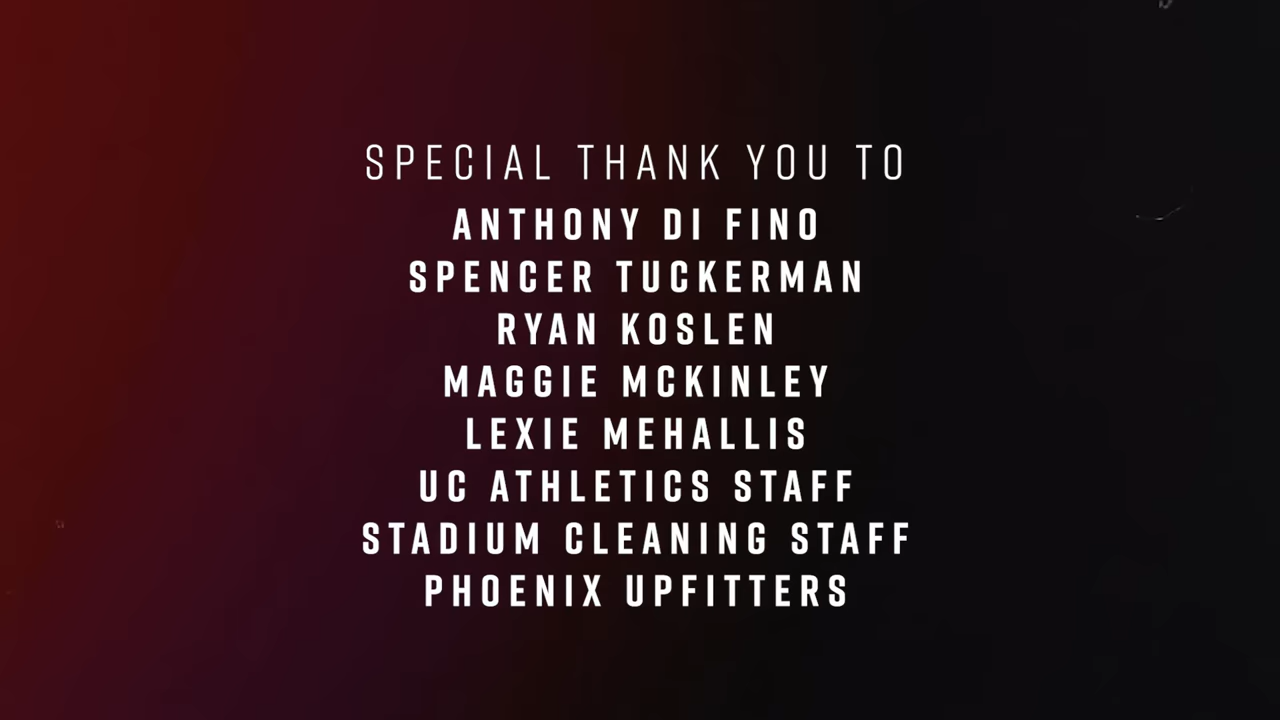 SPECIAL THANK YOU TO
ANTHONY DI FINO
SPENCER TUCKERMAN
RYAN KOSLEN
MAGGIE MCKINLEY
LEXIE MEHALLIS
UC ATHLETICS STAFF
STADIUM CLEANING STAFF
PHOENIX UPFITTERS